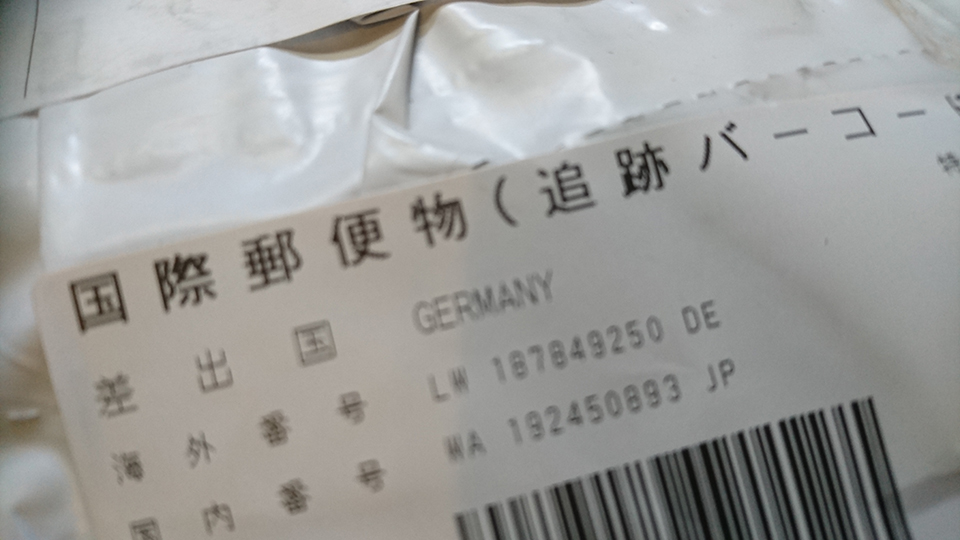 国際郵便物(追跡バーコード
特
差出国 GERMANY
海外番号 LW 187849250 DE
国内番号 WA 192450893 JP